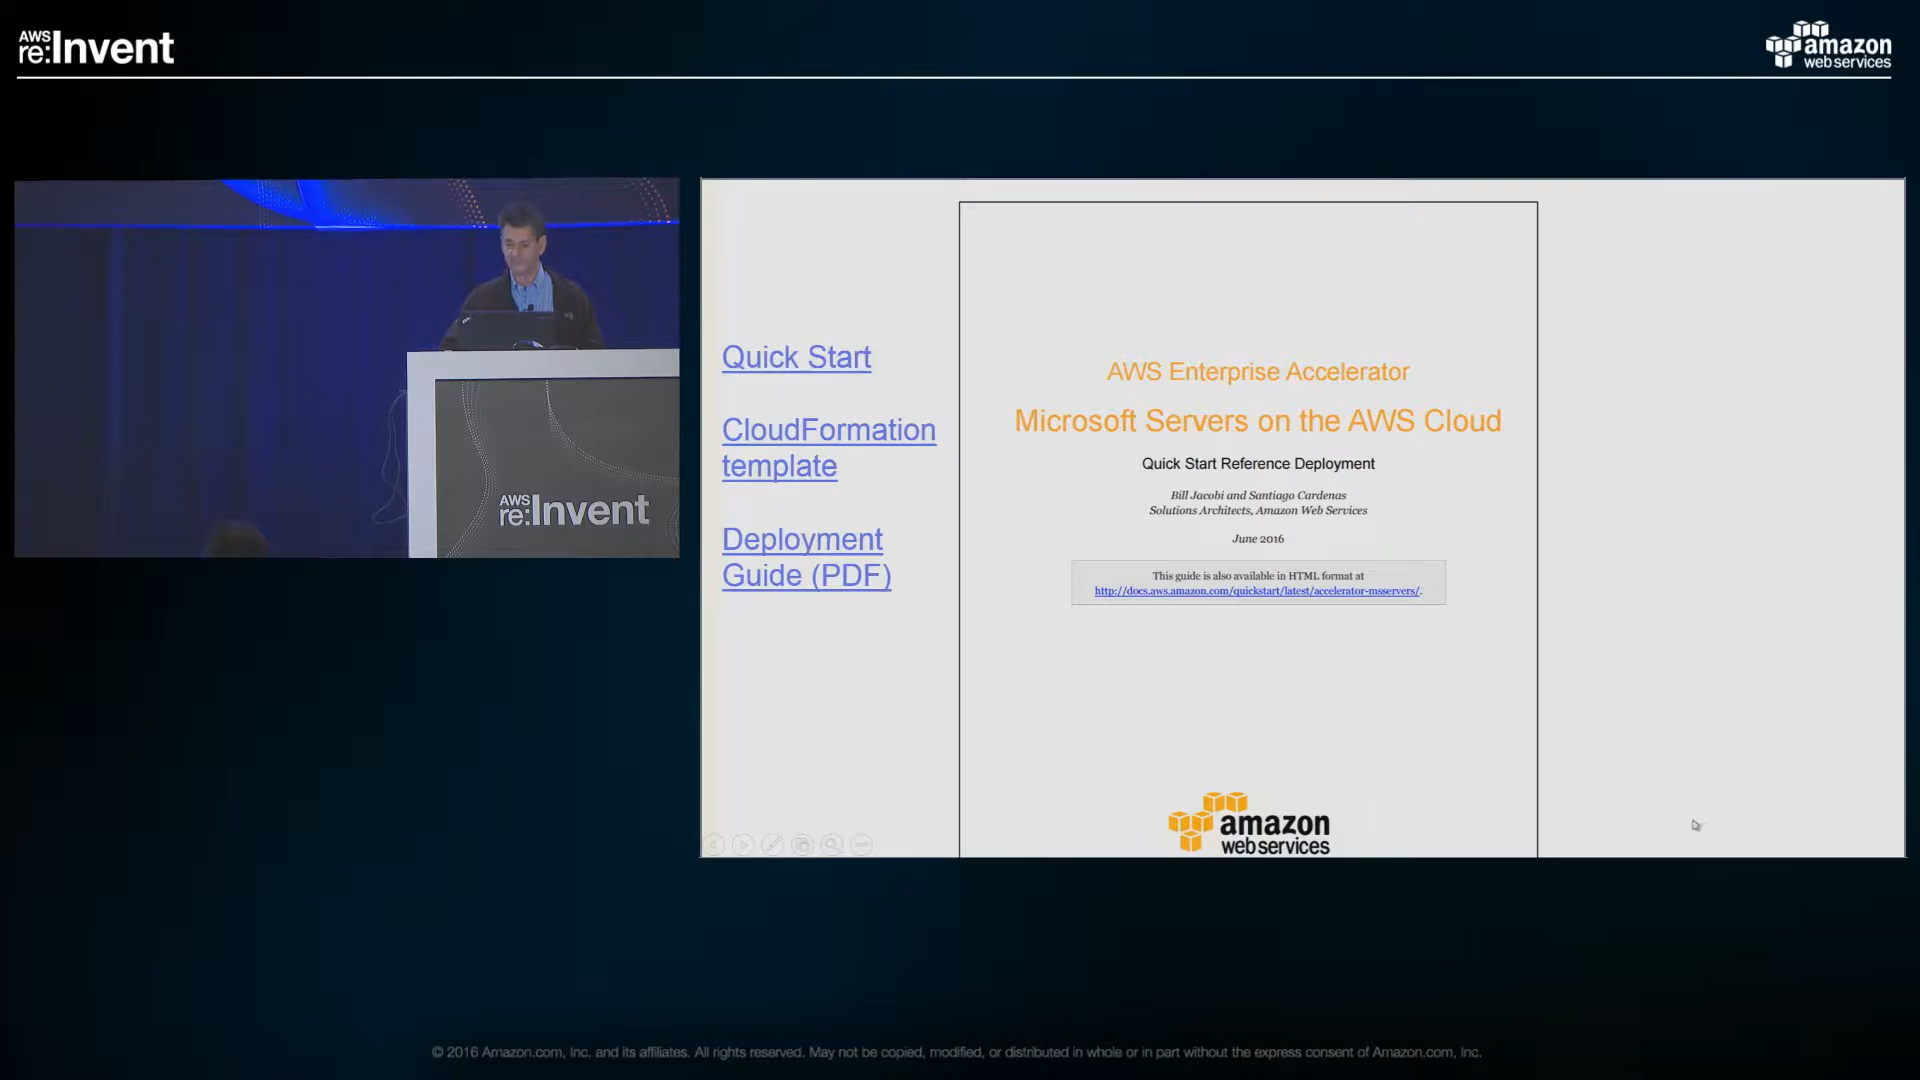 AWS
re:Invent
amazon
web services
AWS
re:Invent
Quick Start
CloudFormation
template
Deployment
Guide (PDF)
AWS Enterprise Accelerator
Microsoft Servers on the AWS Cloud
Quick Start Reference Deployment
Bill Jacobi and Santiago Cardenas
Solutions Architects, Amazon Web Services
June 2016
This guide is also available in HTML format at
http://docs.aws.amazon.com/quickstart/latest/accelerator-msservers/.
amazon
web services
© 2016 Amazon.com, Inc. and its affiliates. All rights reserved. May not be copied, modified, or distributed in whole or in part without the express consent of Amazon.com, Inc.